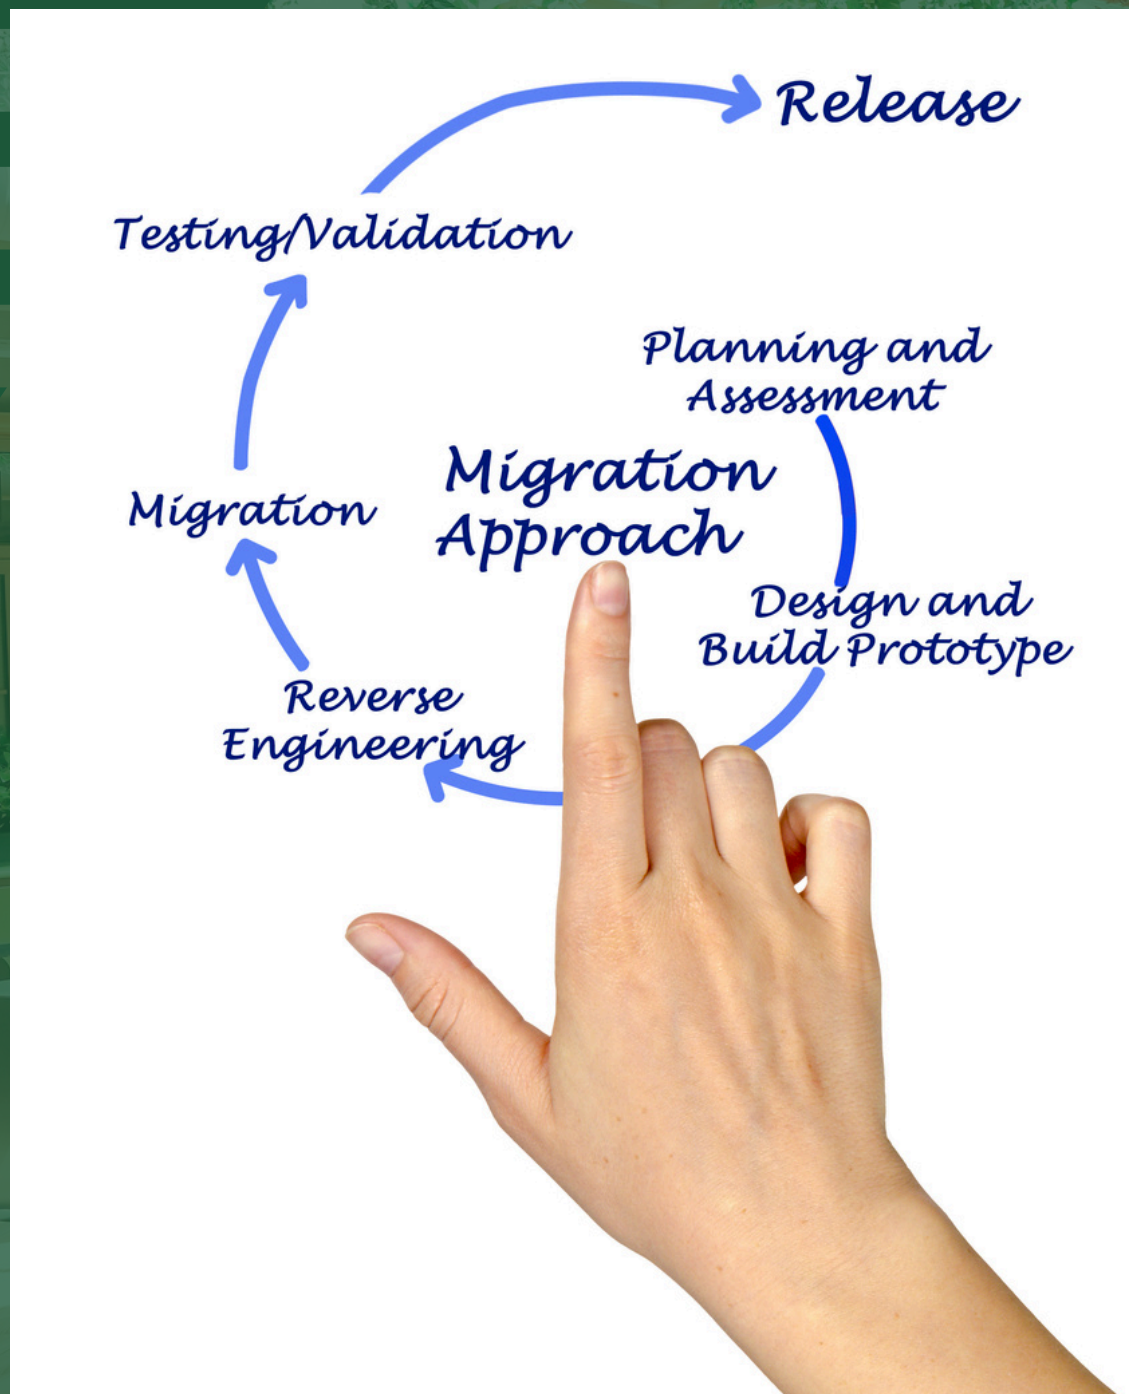 Release
Testing/Validation
Planning and
Assessment
Migration
Approach
Migration
Design and
Build Prototype
Reverse
Engineering